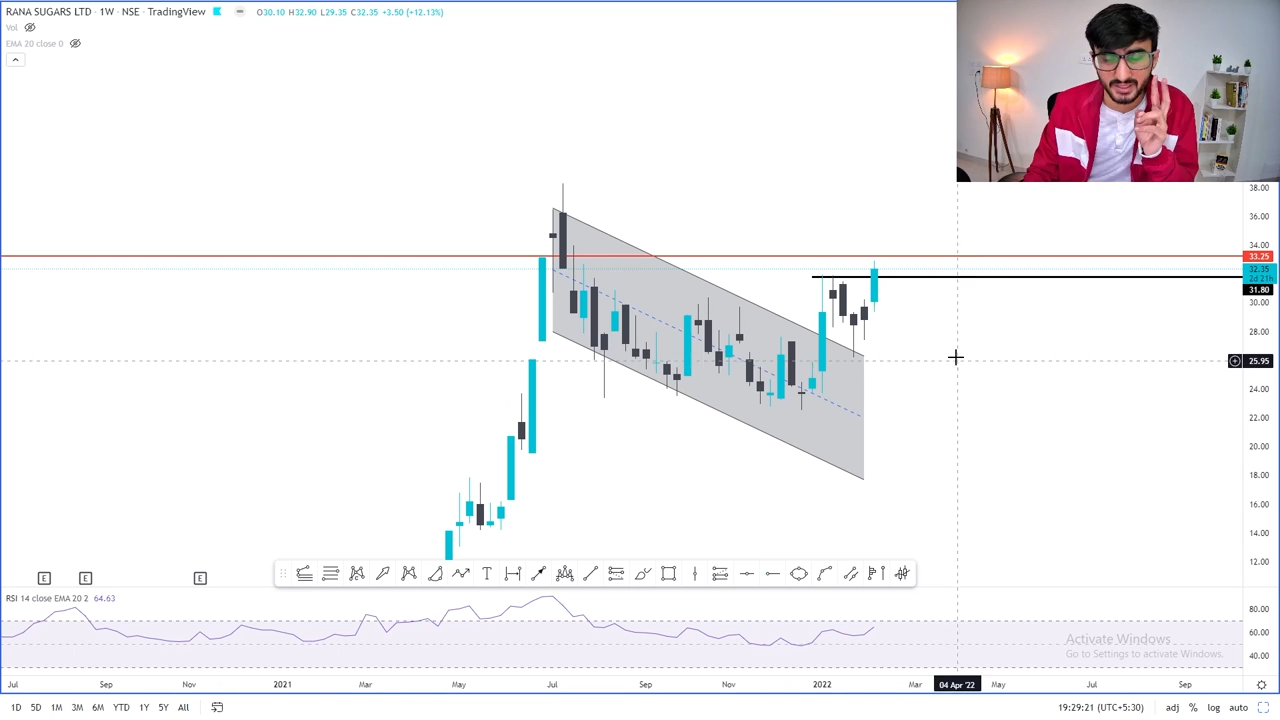 RANA SUGARS LTD · 1W · NSE · TradingView O30.10 H32.90 L29.35 C32.35 +3.50 (+12.13%)
Vol
EMA 20 close 0
38.00
36.00
34.00
33.25
32.35
2d 21h
31.80
30.00
28.00
25.95
24.00
22.00
20.00
18.00
16.00
14.00
12.00
E E E
T
RSI 14 close EMA 20 2 64.63
80.00
60.00
40.00
Activate Windows
Go to Settings to activate Windows.
Jul Sep Nov 2021 Mar May Jul Sep Nov 2022 Mar 04 Apr '22 May Jul Sep
1D 5D 1M 3M 6M YTD 1Y 5Y All 19:29:21 (UTC+5:30) adj % log auto